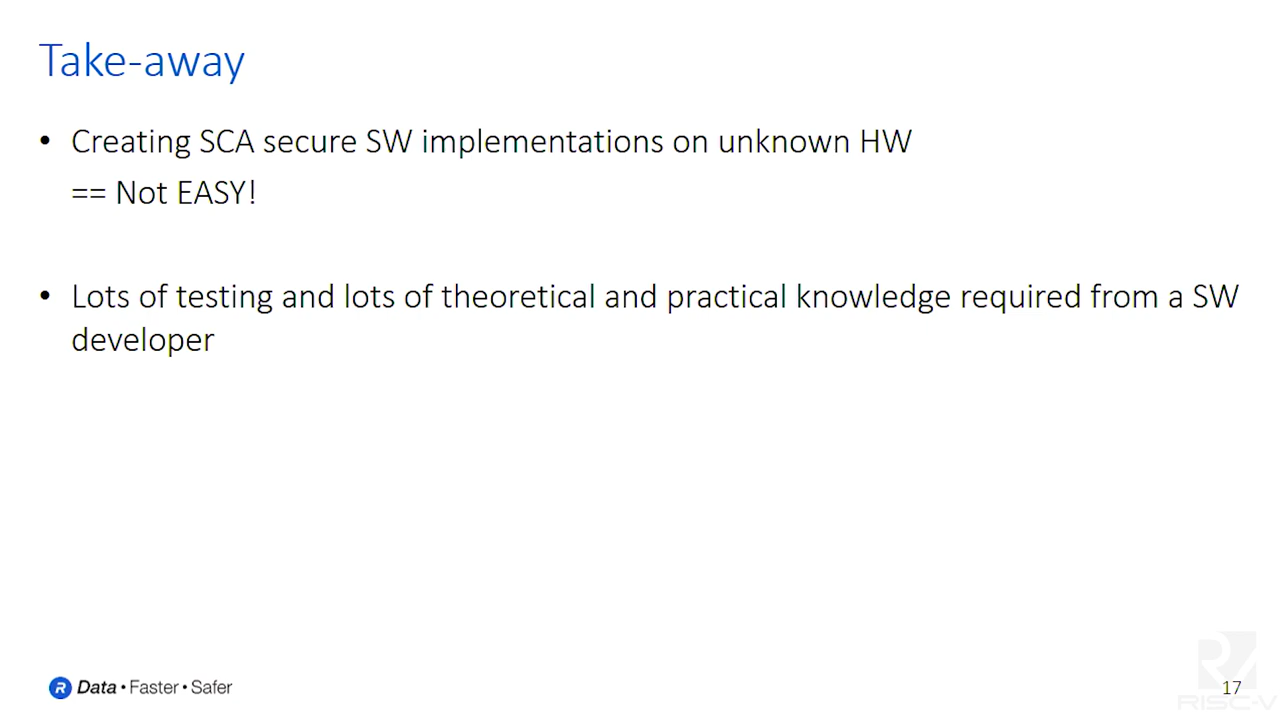 Take-away
• Creating SCA secure SW implementations on unknown HW
== Not EASY!
• Lots of testing and lots of theoretical and practical knowledge required from a SW
developer
R Data • Faster • Safer
17
RISC-V